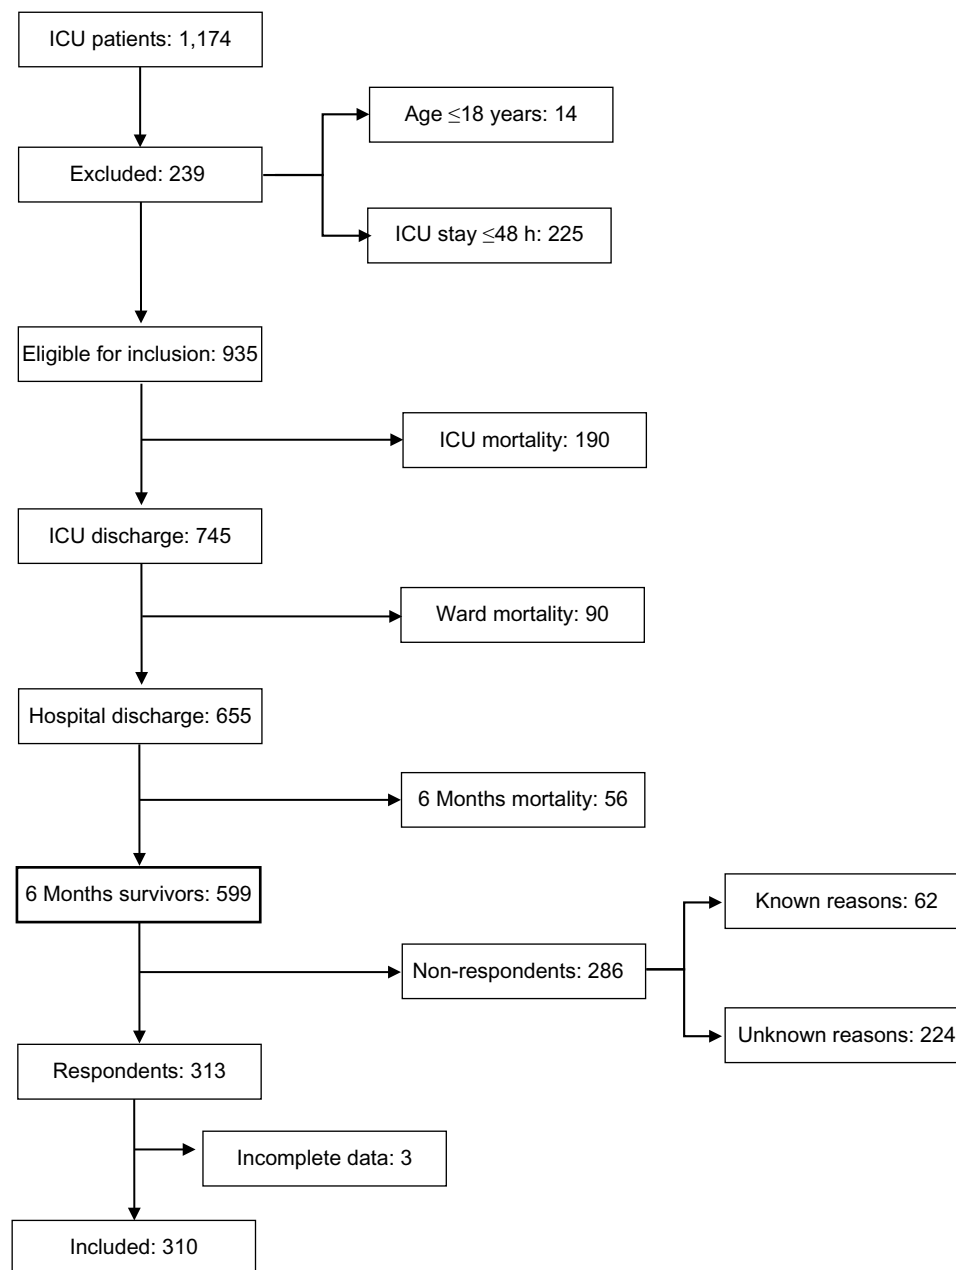 ICU patients: 1,174
Age ≤18 years: 14
Excluded: 239
ICU stay ≤48 h: 225
Eligible for inclusion: 935
ICU mortality: 190
ICU discharge: 745
Ward mortality: 90
Hospital discharge: 655
6 Months mortality: 56
6 Months survivors: 599
Known reasons: 62
Non-respondents: 286
Unknown reasons: 224
Respondents: 313
Incomplete data: 3
Included: 310